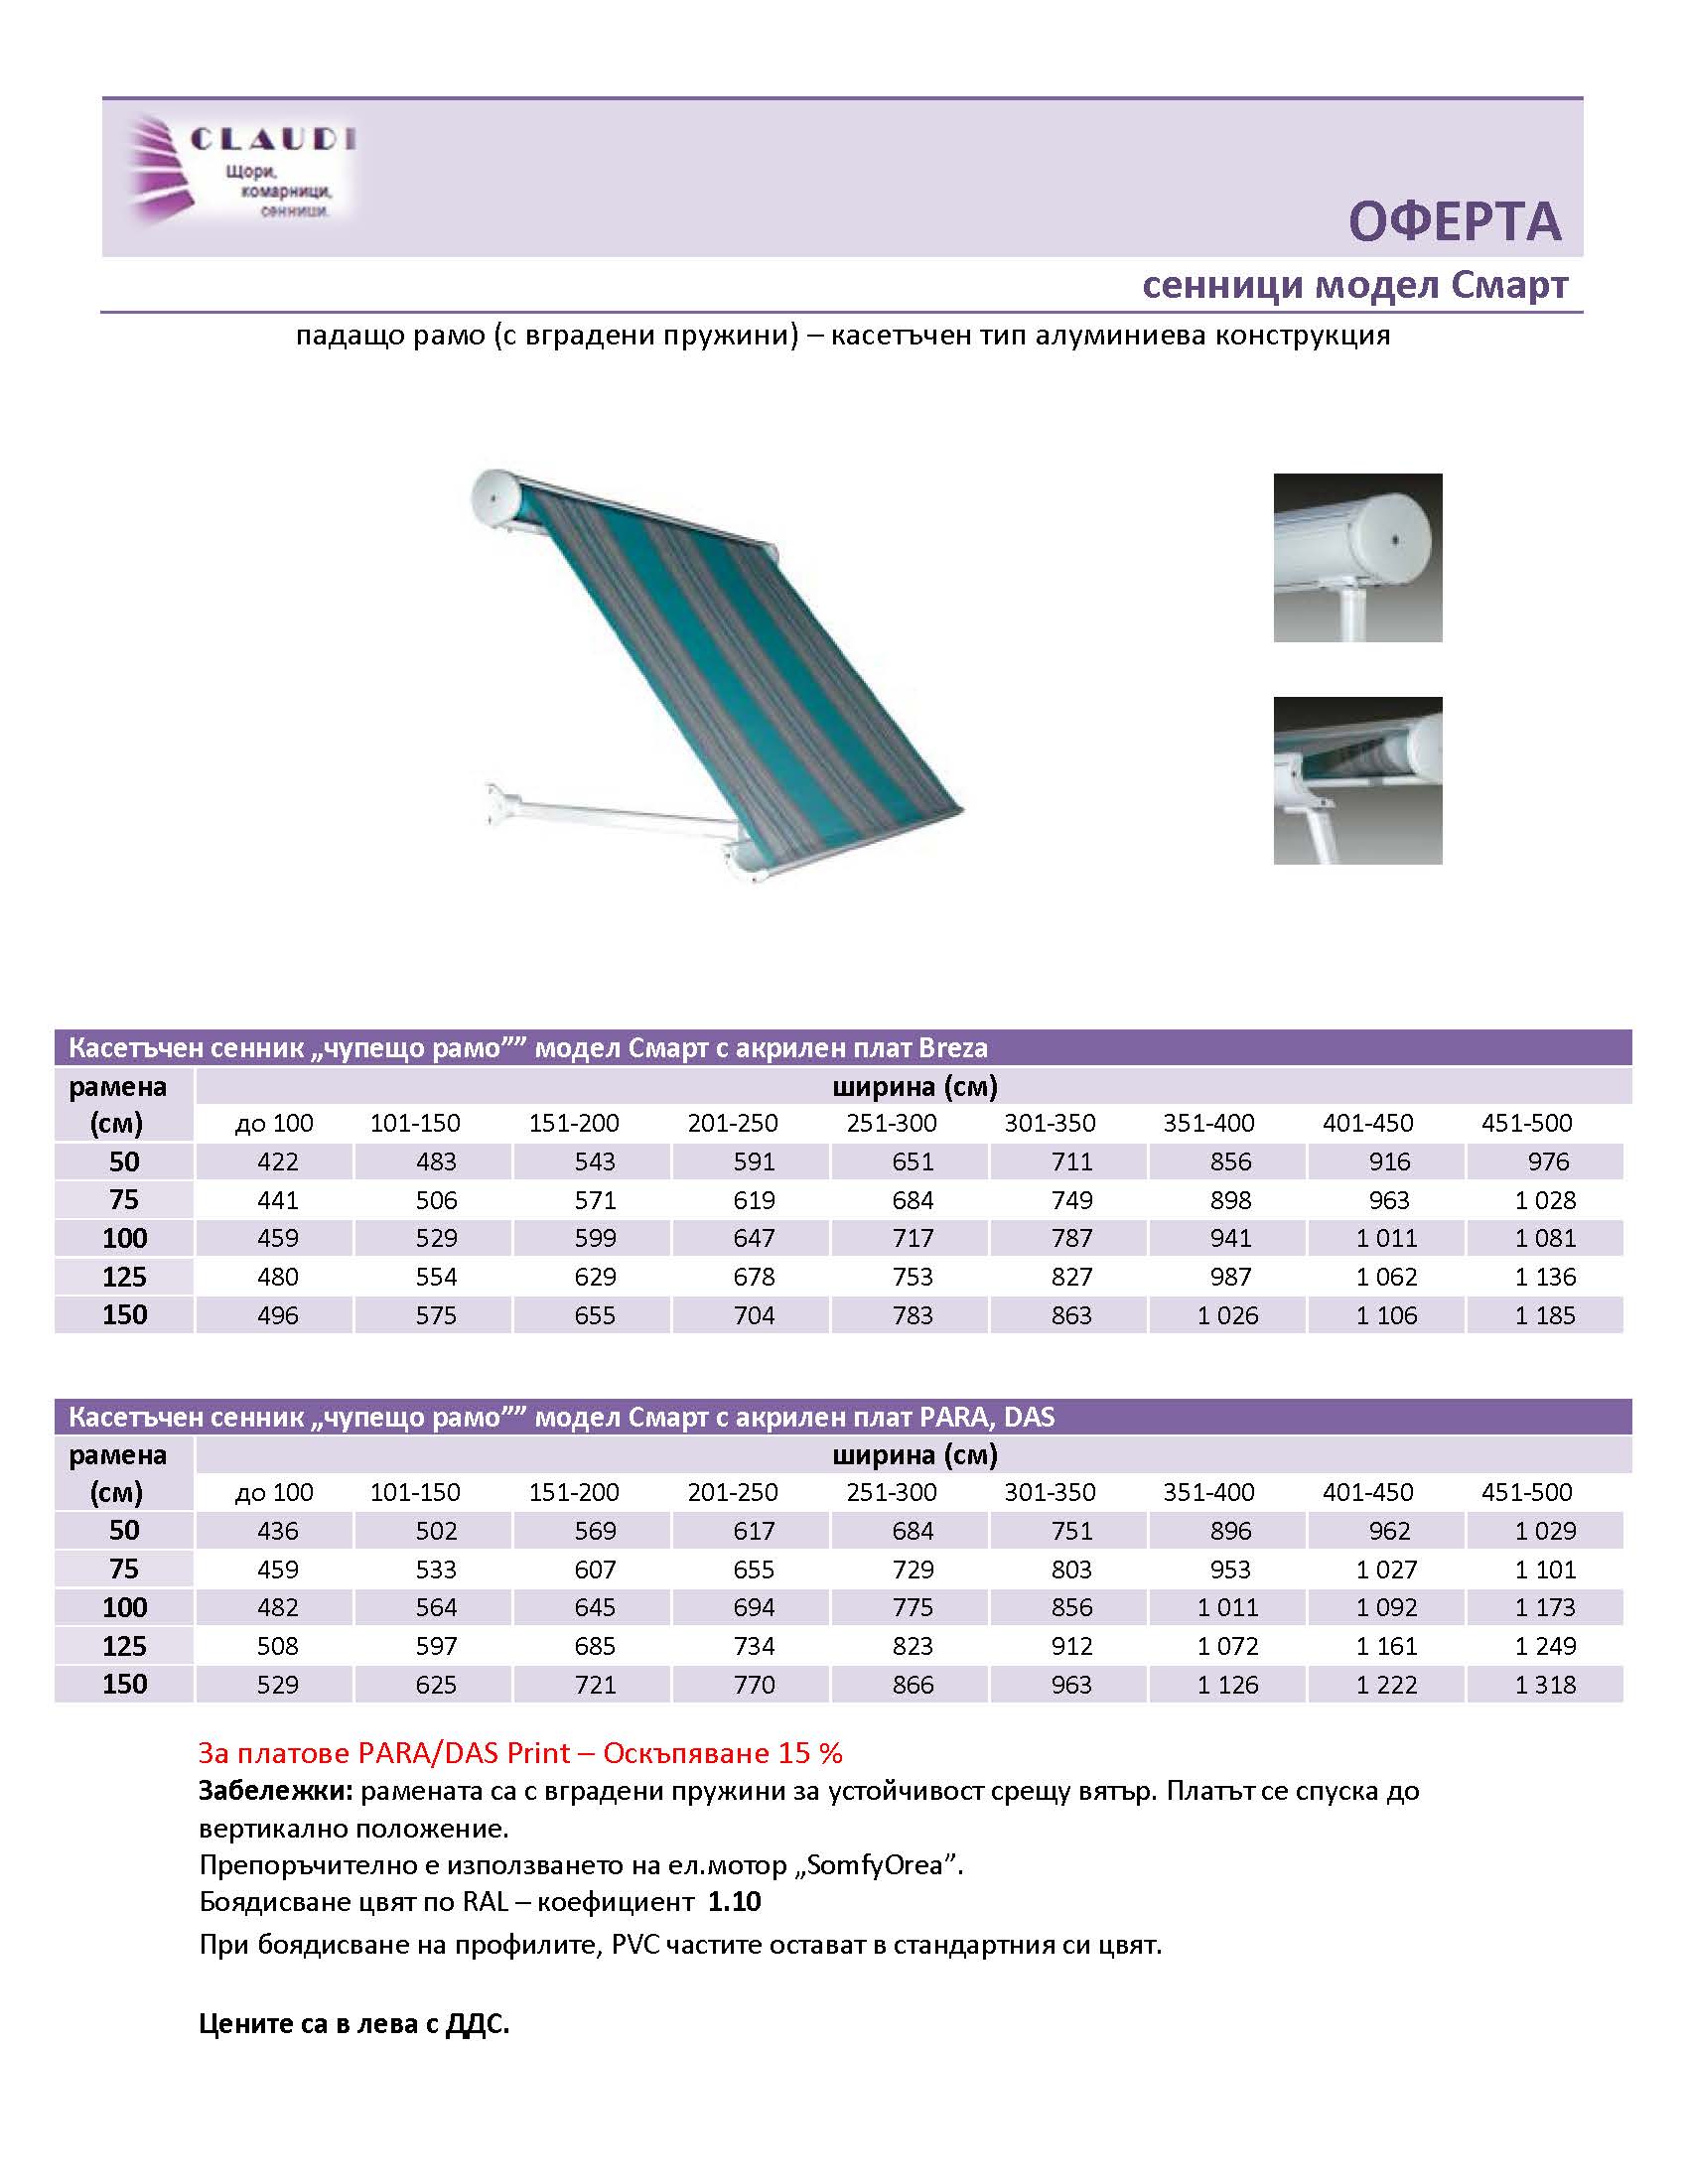 CLAUDI
Щори,
комарници,
сенници.
ОФЕРТА
сенници модел Смарт
падащо рамо (с вградени пружини) – касетъчен тип алуминиева конструкция
Касетъчен сенник „чупещо рамо”” модел Смарт с акрилен плат Breza
рамена (см) ширина (см)
до 100 101-150 151-200 201-250 251-300 301-350 351-400 401-450 451-500
50 422 483 543 591 651 711 856 916 976
75 441 506 571 619 684 749 898 963 1 028
100 459 529 599 647 717 787 941 1 011 1 081
125 480 554 629 678 753 827 987 1 062 1 136
150 496 575 655 704 783 863 1 026 1 106 1 185
Касетъчен сенник „чупещо рамо”” модел Смарт с акрилен плат PARA, DAS
рамена (см) ширина (см)
до 100 101-150 151-200 201-250 251-300 301-350 351-400 401-450 451-500
50 436 502 569 617 684 751 896 962 1 029
75 459 533 607 655 729 803 953 1 027 1 101
100 482 564 645 694 775 856 1 011 1 092 1 173
125 508 597 685 734 823 912 1 072 1 161 1 249
150 529 625 721 770 866 963 1 126 1 222 1 318
За платове PARA/DAS Print – Оскъпяване 15 %
Забележки: рамената са с вградени пружини за устойчивост срещу вятър. Платът се спуска до
вертикално положение.
Препоръчително е използването на ел.мотор „SomfyOrea”.
Боядисване цвят по RAL – коефициент 1.10
При боядисване на профилите, PVC частите остават в стандартния си цвят.
Цените са в лева с ДДС.